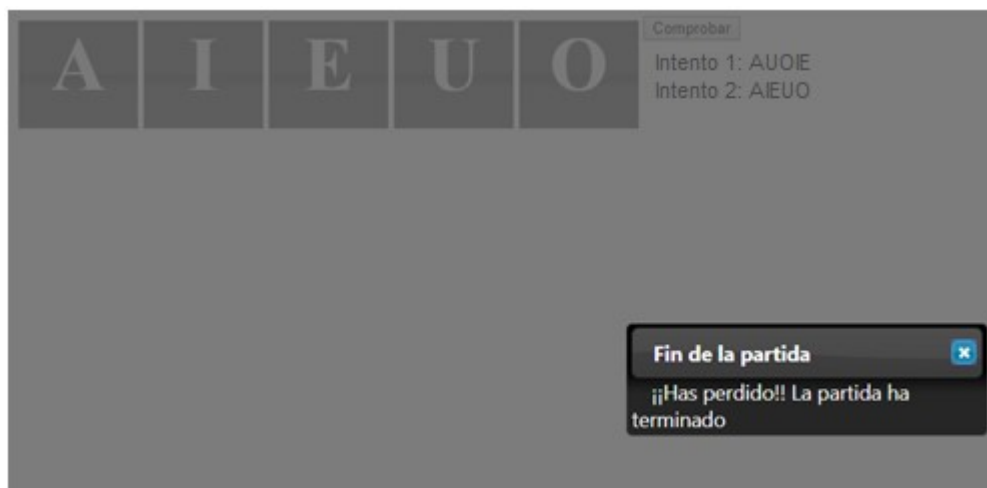 A I E U O
Comprobar
Intento 1: AUOIE
Intento 2: AIEUO
Fin de la partida
¡¡Has perdido!! La partida ha
terminado